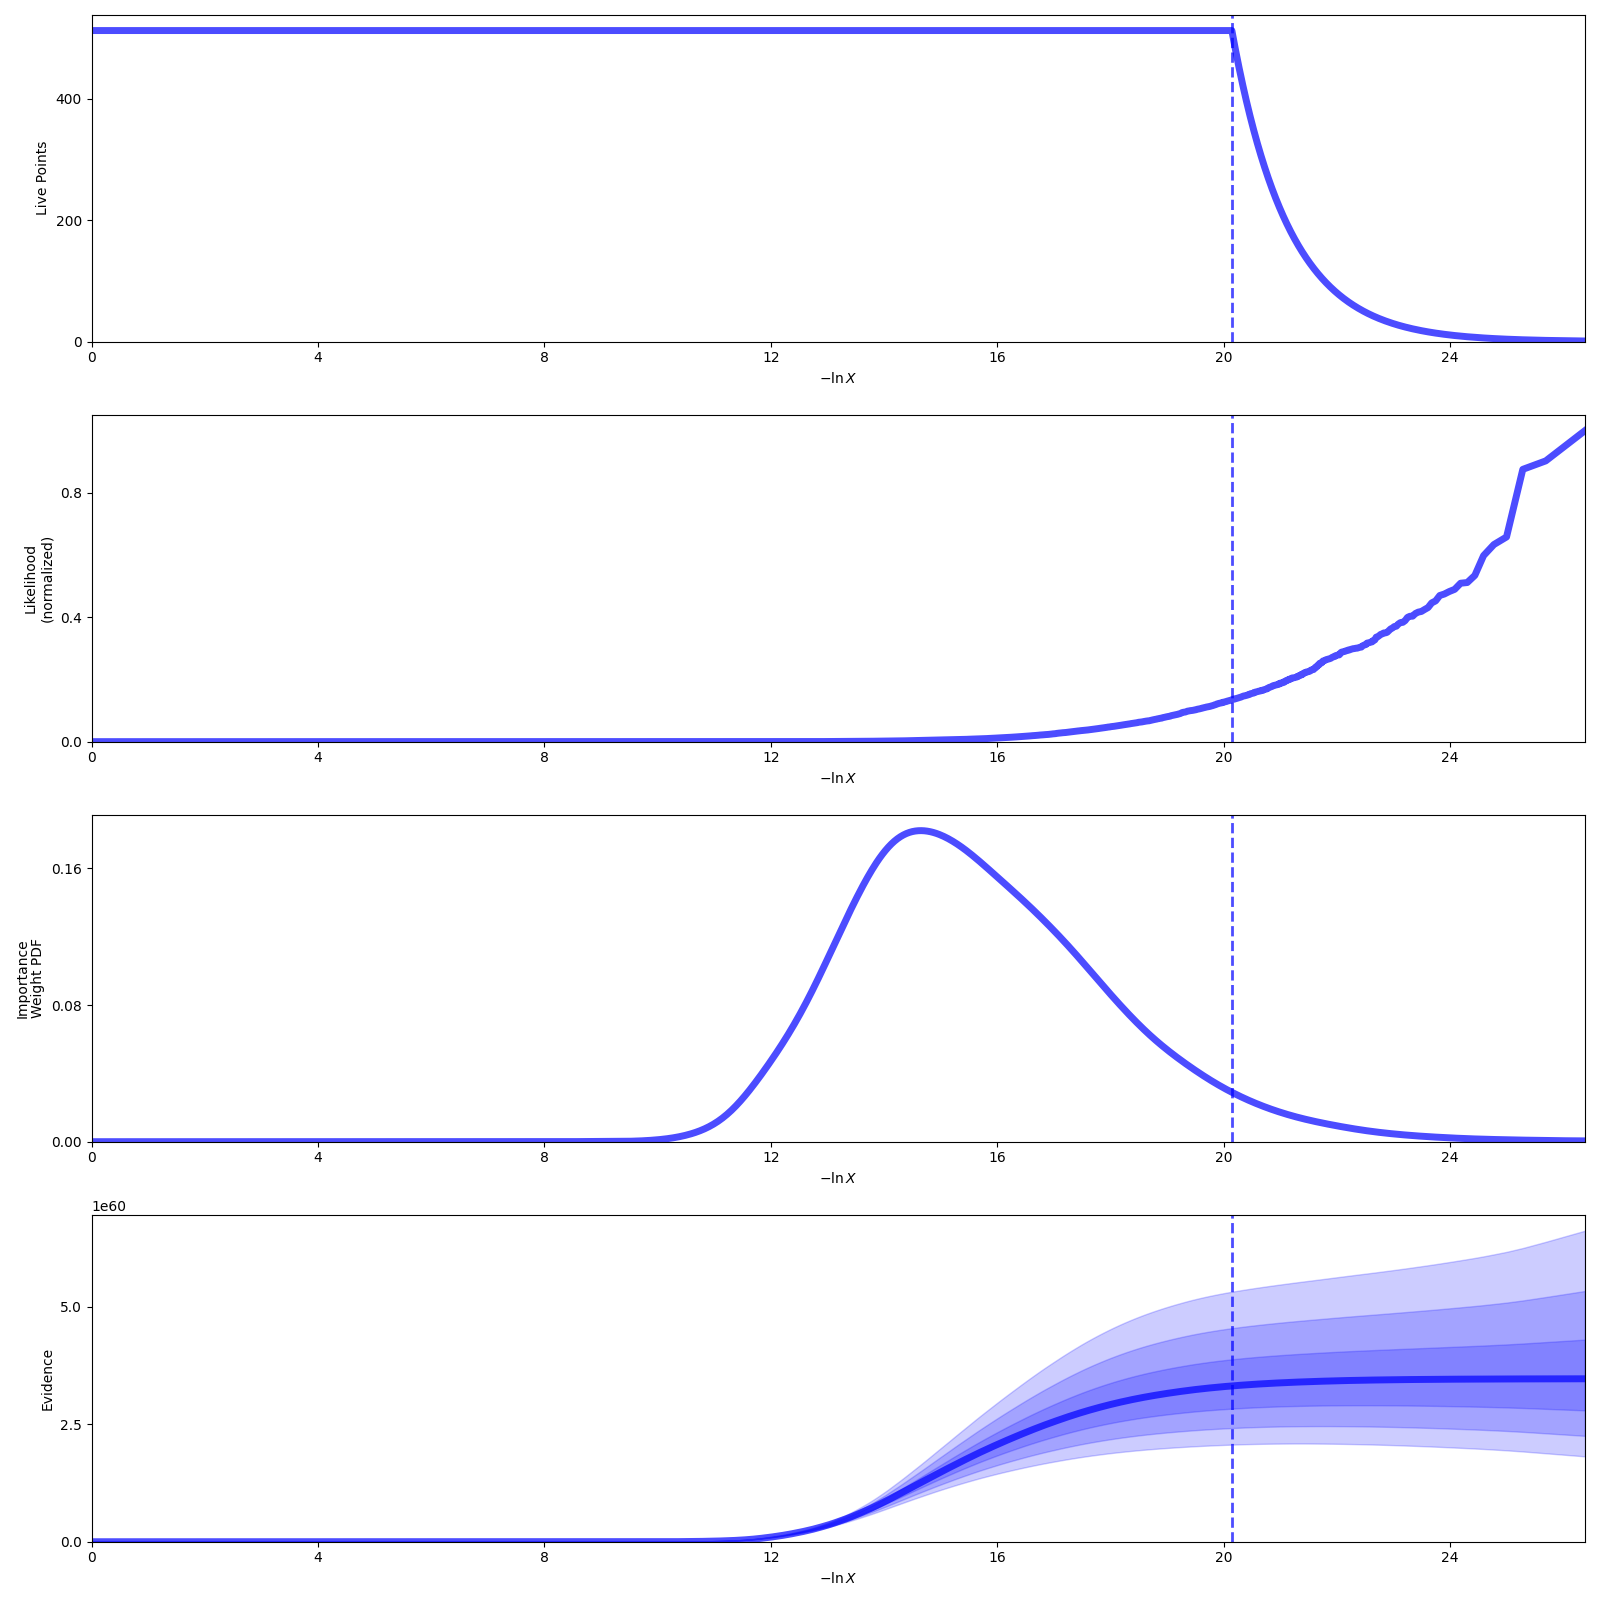 400
200
0
Live Points
0 4 8 12 16 20 24
−ln X
0.8
0.4
0.0
Likelihood
(normalized)
0 4 8 12 16 20 24
−ln X
0.16
0.08
0.00
Importance
Weight PDF
0 4 8 12 16 20 24
−ln X
1e60
5.0
2.5
0.0
Evidence
0 4 8 12 16 20 24
−ln X